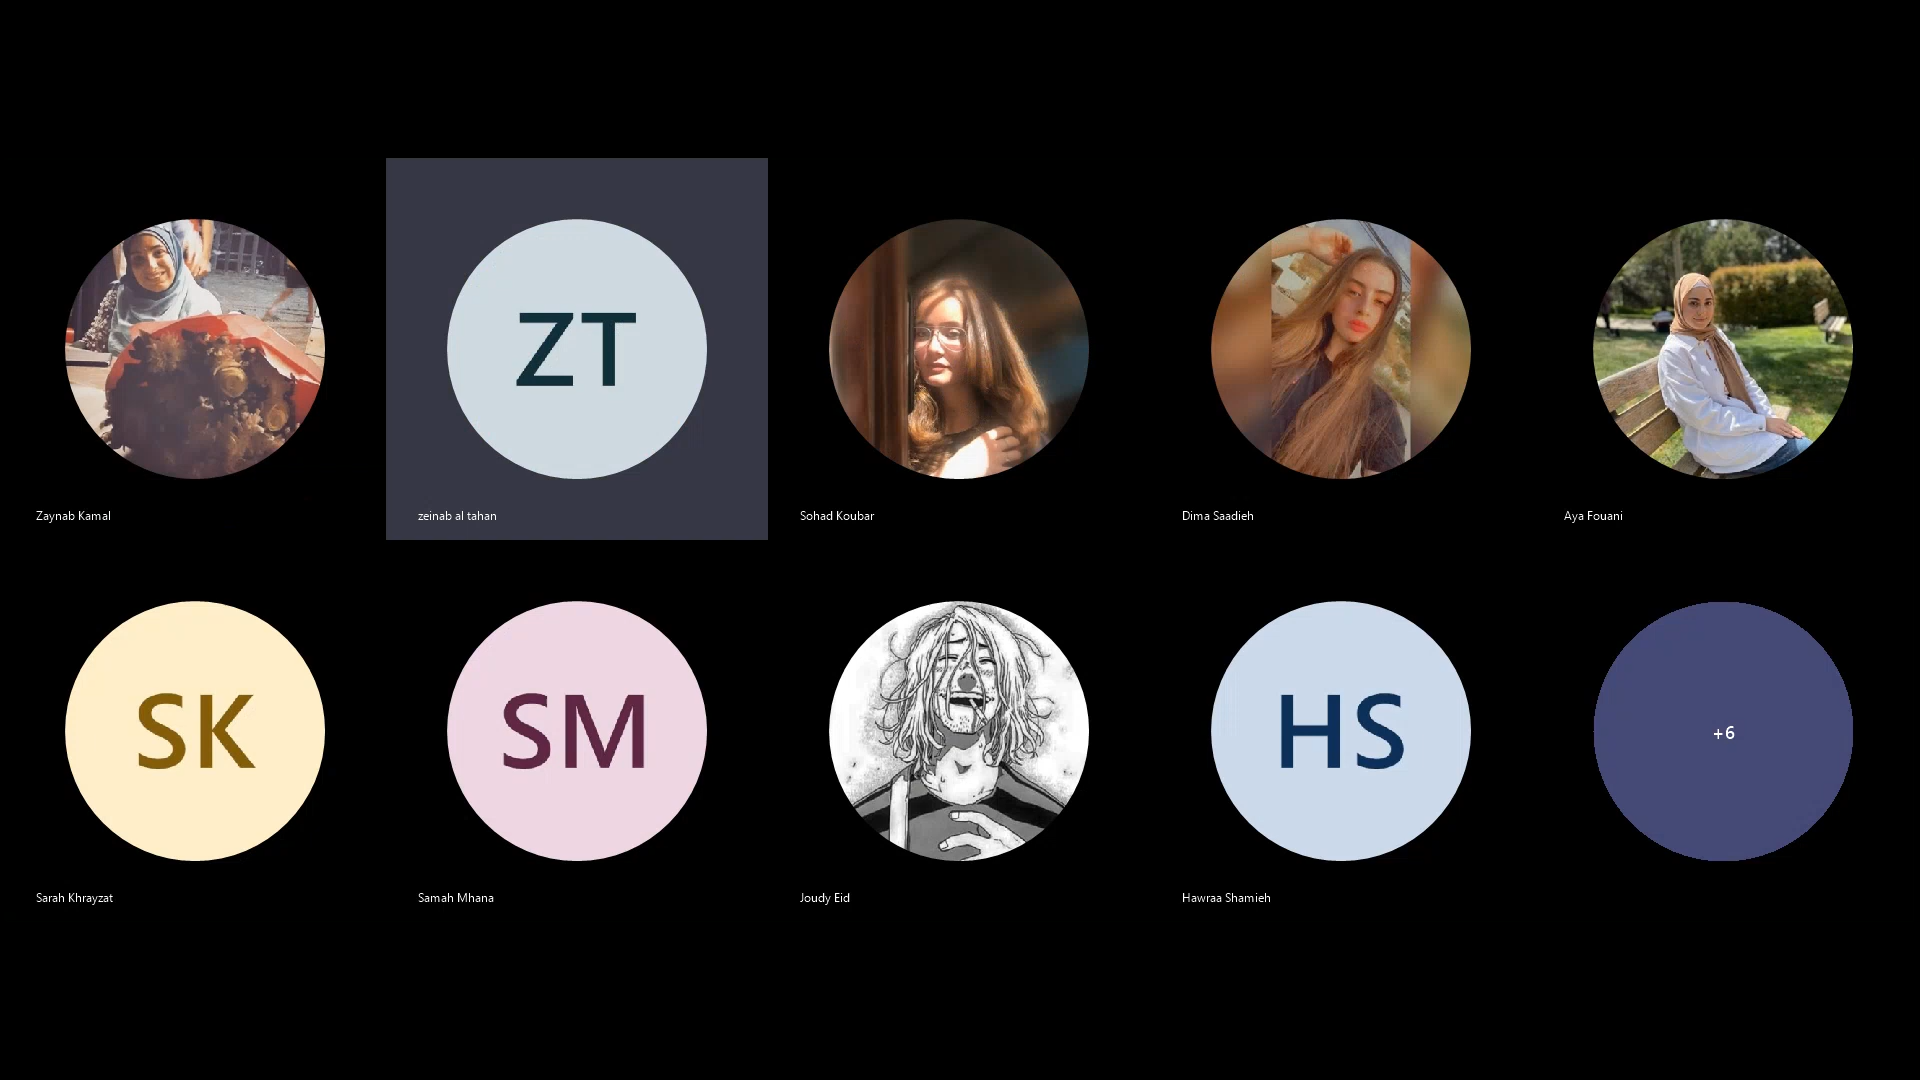 ZT
Zaynab Kamal
zeinab al tahan
Sohad Koubar
Dima Saadieh
Aya Fouani
SK
SM
HS
+6
Sarah Khrayzat
Samah Mhana
Joudy Eid
Hawraa Shamieh